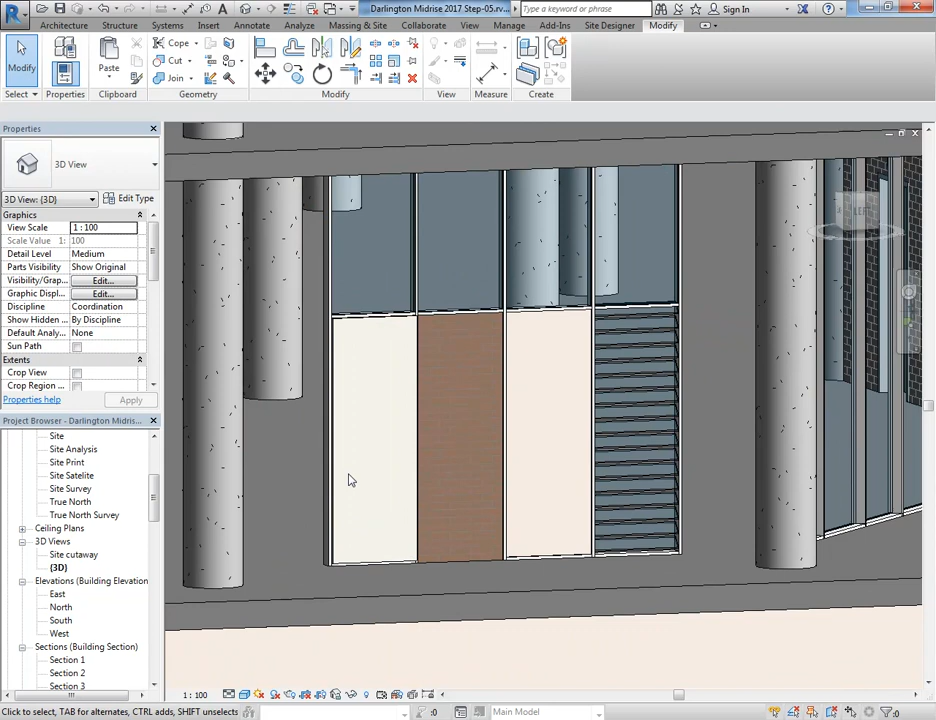 Darlington Midrise 2017 Step-05.rv...
Type a keyword or phrase
Sign In
Architecture Structure Systems Insert Annotate Analyze Massing & Site Collaborate View Manage Add-Ins Site Designer Modify
Modify
Paste
Cope
Cut
Join
Select Properties Clipboard Geometry Modify View Measure Create
Properties
3D View
3D View: (3D) Edit Type
Graphics
View Scale 1 : 100
Scale Value 1: 100
Detail Level Medium
Parts Visibility Show Original
Visibility/Grap... Edit...
Graphic Displ... Edit...
Discipline Coordination
Show Hidden ... By Discipline
Default Analy... None
Sun Path
Extents
Crop View
Crop Region ...
Properties help Apply
Project Browser - Darlington Midris...
Site
Site Analysis
Site Print
Site Satelite
Site Survey
True North
True North Survey
Ceiling Plans
3D Views
Site cutaway
(3D)
Elevations (Building Elevation
East
North
South
West
Sections (Building Section)
Section 1
Section 2
Section 3
LEFT
1 : 100
Click to select, TAB for alternates, CTRL adds, SHIFT unselects
:0
Main Model
:0